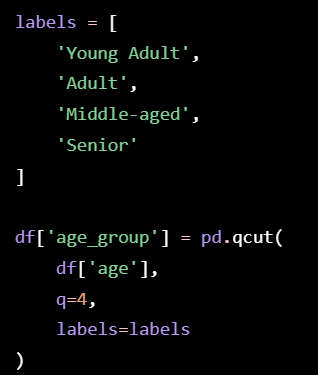 labels = [
    'Young Adult',
    'Adult',
    'Middle-aged',
    'Senior'
]

df['age_group'] = pd.qcut(
    df['age'],
    q=4,
    labels=labels
)